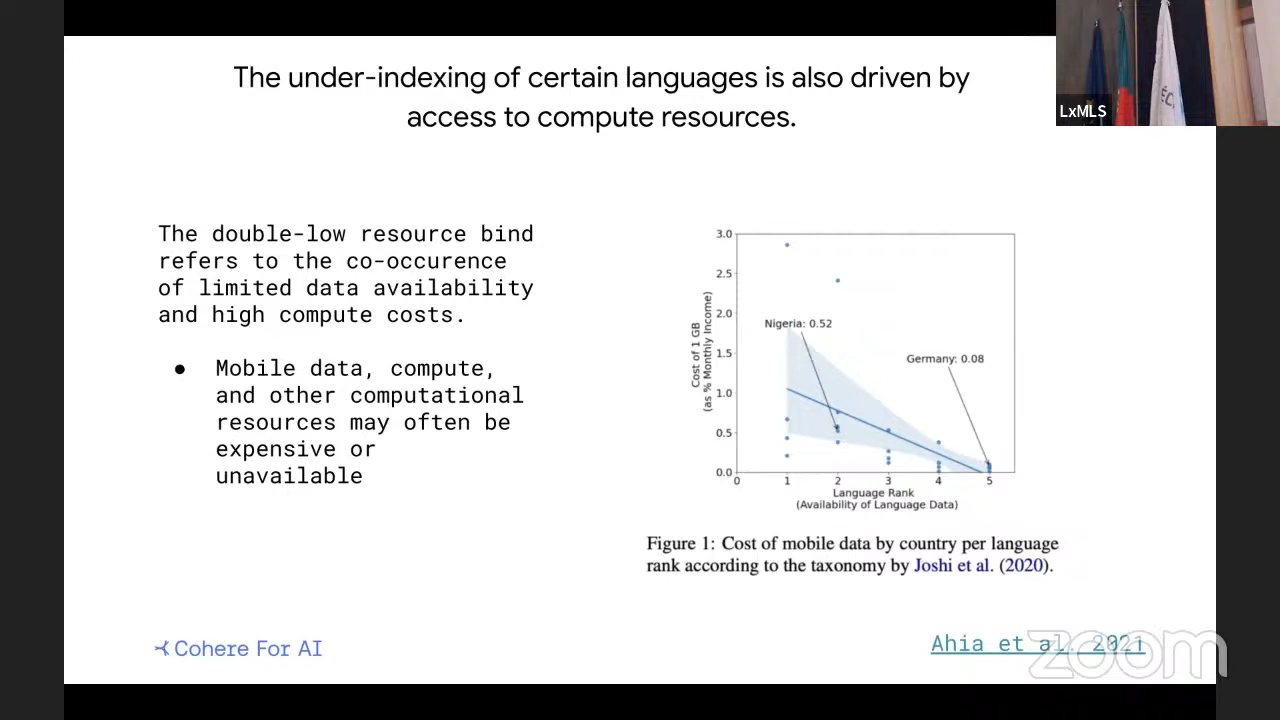 The under-indexing of certain languages is also driven by
access to compute resources.
LxMLS
The double-low resource bind
refers to the co-occurence
of limited data availability
and high compute costs.
● Mobile data, compute,
and other computational
resources may often be
expensive or
unavailable
3.0
2.5
2.0
1.5
1.0
0.5
0.0
Cost of 1 GB
(as % Monthly Income)
Nigeria: 0.52
Germany: 0.08
0 1 2 3 4 5
Language Rank
(Availability of Language Data)
Figure 1: Cost of mobile data by country per language
rank according to the taxonomy by Joshi et al. (2020).
Cohere For AI
Ahia et al. 2021
zoom